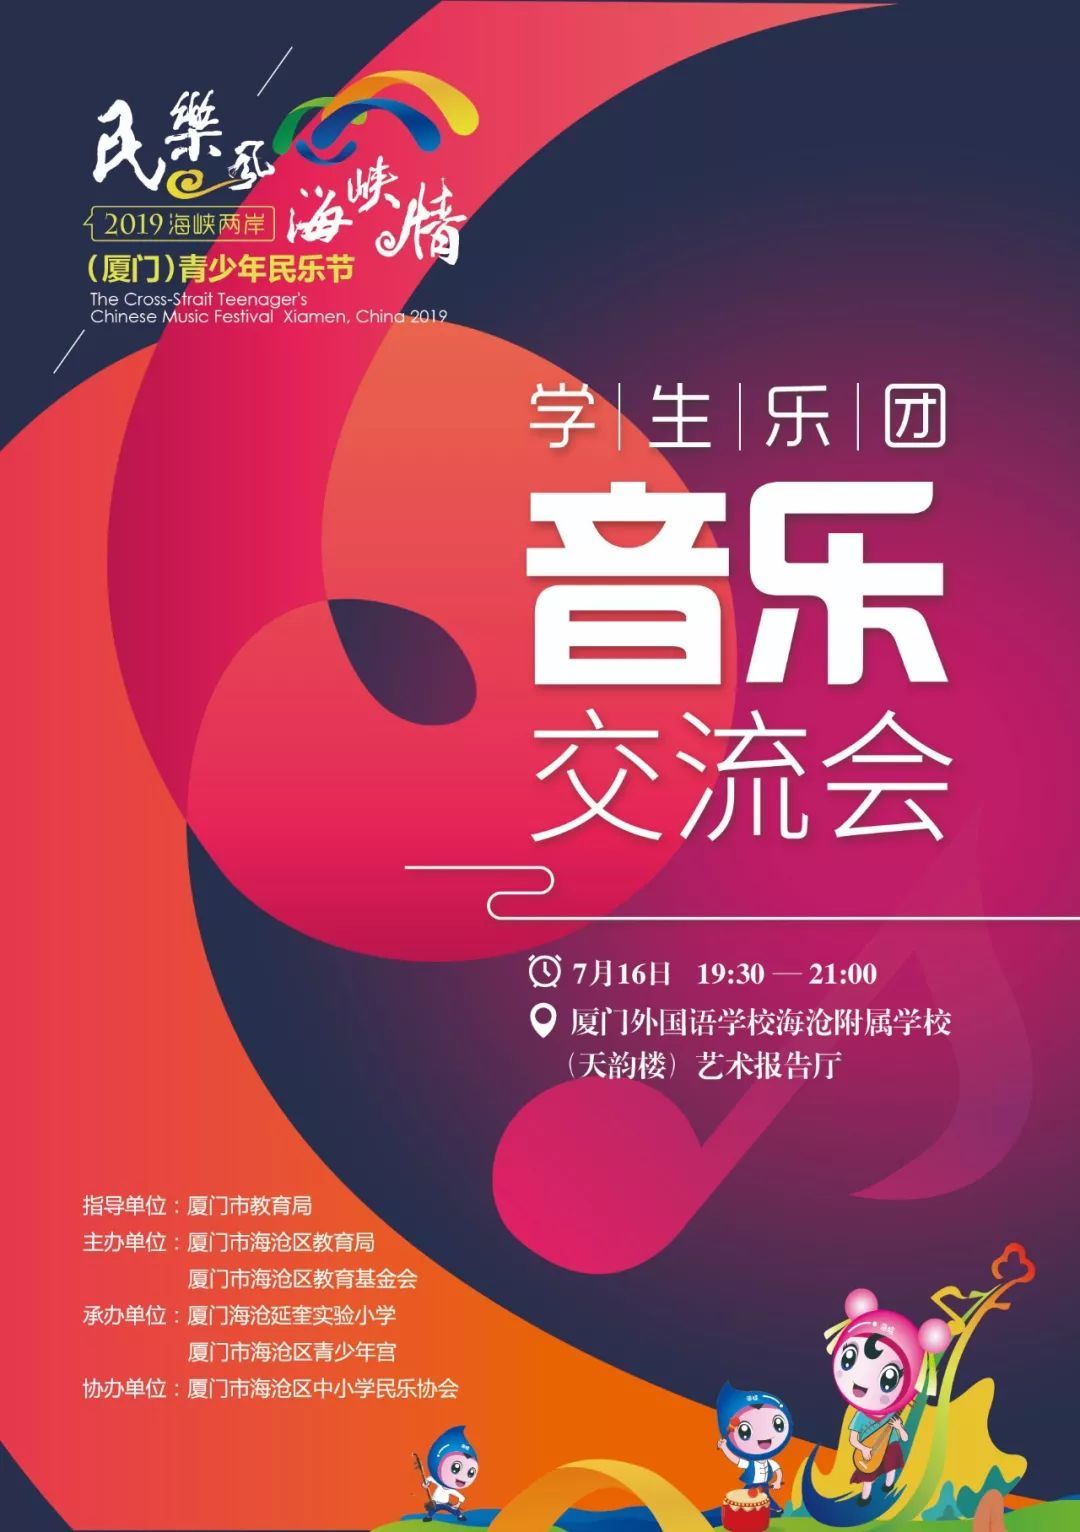 民樂风
海峡情
2019海峡两岸
（厦门）青少年民乐节
The Cross-Strait Teenager's
Chinese Music Festival Xiamen, China 2019
学生乐团
音乐
交流会
7月16日 19:30 — 21:00
厦门外国语学校海沧附属学校
（天韵楼）艺术报告厅
指导单位：厦门市教育局
主办单位：厦门市海沧区教育局
厦门市海沧区教育基金会
承办单位：厦门海沧延奎实验小学
厦门市海沧区青少年宫
协办单位：厦门市海沧区中小学民乐协会